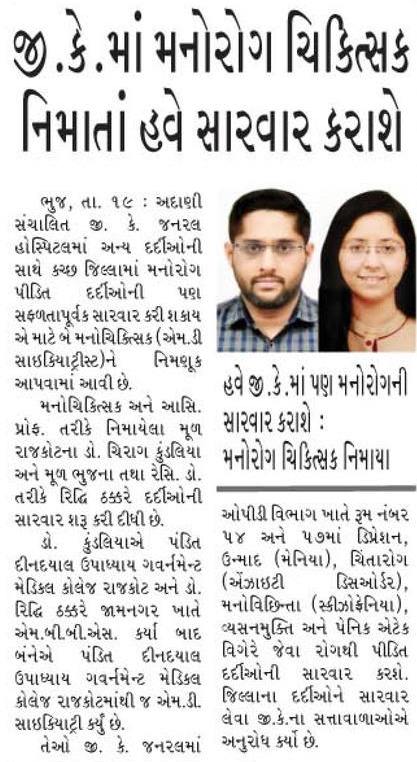 જી.કે.માં મનોરોગ ચિકિત્સક
નિમાતાં હવે સારવાર કરાશે
ભુજ, તા. ૧૯ : અદાણી
સંચાલિત જી. કે. જનરલ
હોસ્પિટલમાં અન્ય દર્દીઓની
સાથે કચ્છ જિલ્લામાં મનોરોગ
પીડિત દર્દીઓની પણ
સફળતાપૂર્વક સારવાર કરી શકાય
એ માટે બે મનોચિકિત્સક(એમ.ડી
સાઇકિયાટ્રીસ્ટ)ને નિમણૂક
આપવામાં આવી છે.
મનોચિકિત્સક અને આસિ.
પ્રોફ. તરીકે નિમાયેલા મૂળ
રાજકોટના ડો. ચિરાગ કુંડલિયા
અને મૂળ ભુજના તથા રેસિ. ડો.
તરીકે રિદ્ધિ ઠક્કરે દર્દીઓની
સારવાર શરૂ કરી દીધી છે.
ડો. કુંડલિયાએ પંડિત
દીનદયાલ ઉપાધ્યાય ગવર્નમેન્ટ
મેડિકલ કોલેજ રાજકોટ અને ડો.
રિદ્ધિ ઠક્કરે જામનગર ખાતે
એમ.બી.બી.એસ. કર્યા બાદ
બંનેએ પંડિત દીનદયાલ
ઉપાધ્યાય ગવર્નમેન્ટ મેડિકલ
કોલેજ રાજકોટમાંથી જ એમ.ડી.
સાઇકિયાટ્રી કર્યું છે.
તેઓ જી. કે. જનરલમાં
હવે જી.કે.માં પણ મનોરોગની
સારવાર કરાશે :
મનોરોગ ચિકિત્સક નિમાયા
ઓપીડી વિભાગ ખાતે રૂમ નંબર
૫૪ અને ૫૭માં ડિપ્રેશન,
ઉન્માદ (મેનિયા), ચિંતારોગ
(એંઝાઇટી ડિસઓર્ડર),
મનોવિછિન્તા (સ્કીઝોફેનિયા),
વ્યસનમુક્તિ અને પેનિક એટેક
વિગેરે જેવા રોગથી પીડિત
દર્દીઓની સારવાર કરશે.
જિલ્લાના દર્દીઓને સારવાર
લેવા જી.કે.ના સત્તાવાળાઓએ
અનુરોધ કર્યો છે.